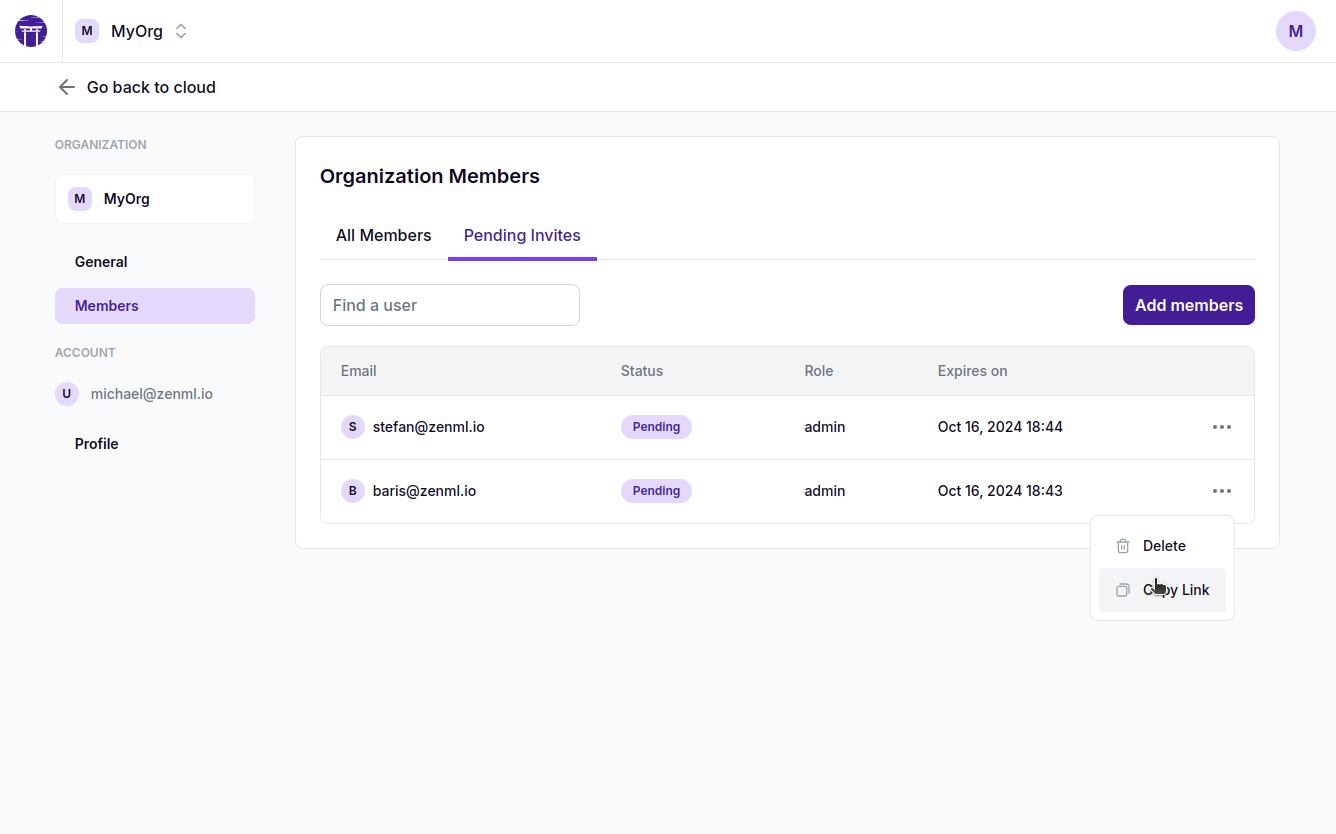 M MyOrg M
Go back to cloud
ORGANIZATION
M MyOrg
General
Members
ACCOUNT
U michael@zenml.io
Profile
Organization Members
All Members Pending Invites
Find a user Add members
Email Status Role Expires on
S stefan@zenml.io Pending admin Oct 16, 2024 18:44
B baris@zenml.io Pending admin Oct 16, 2024 18:43
Delete
Copy Link